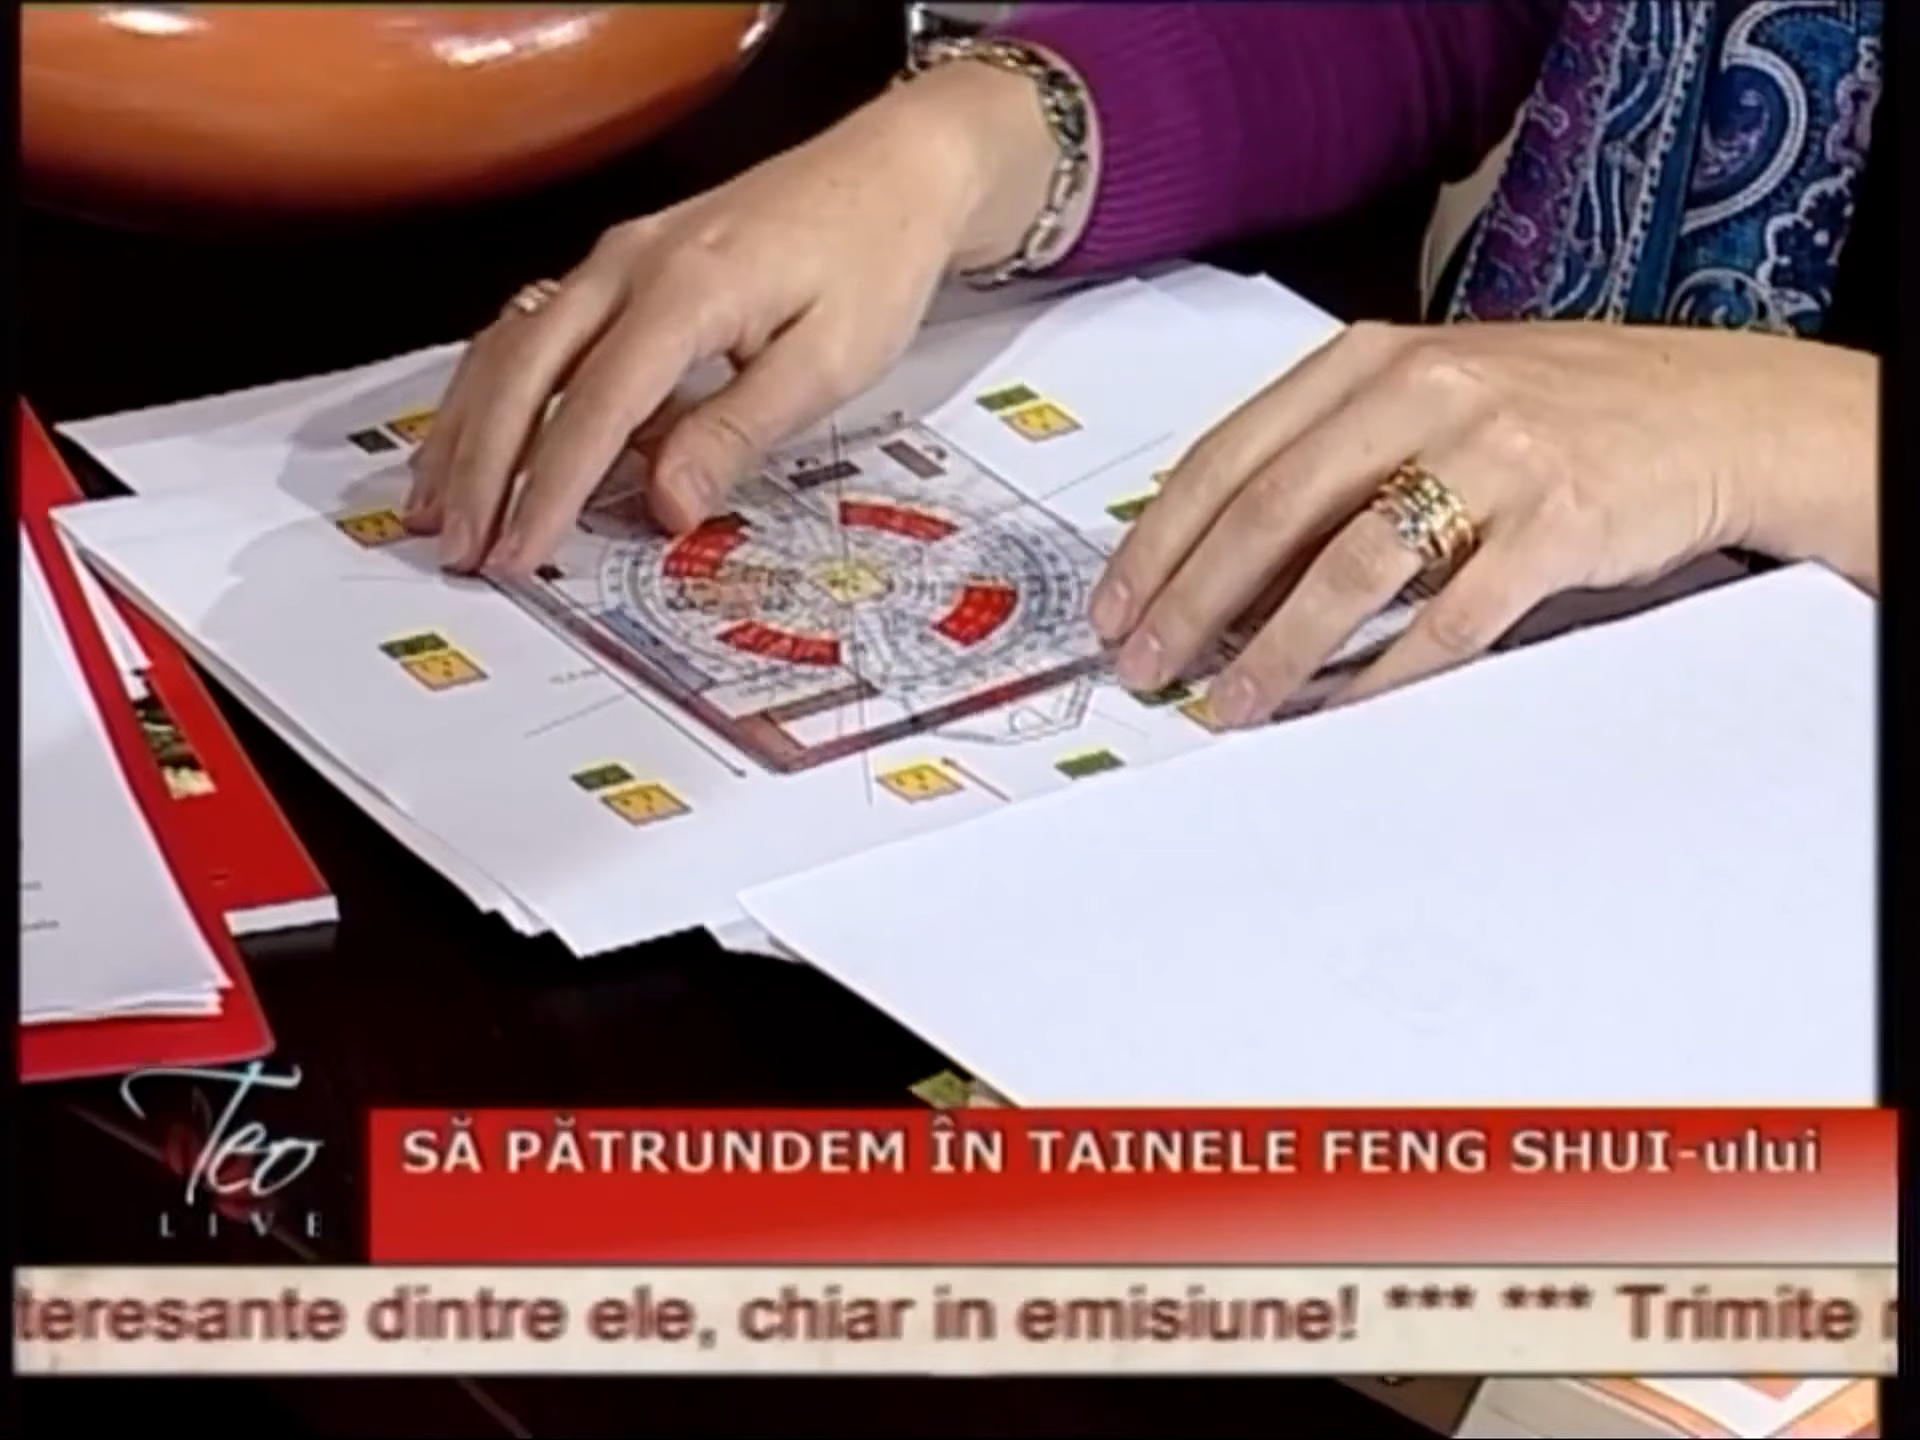 Teo
LIVE
SĂ PĂTRUNDEM ÎN TAINELE FENG SHUI-ului
teresante dintre ele, chiar in emisiune! *** *** Trimite